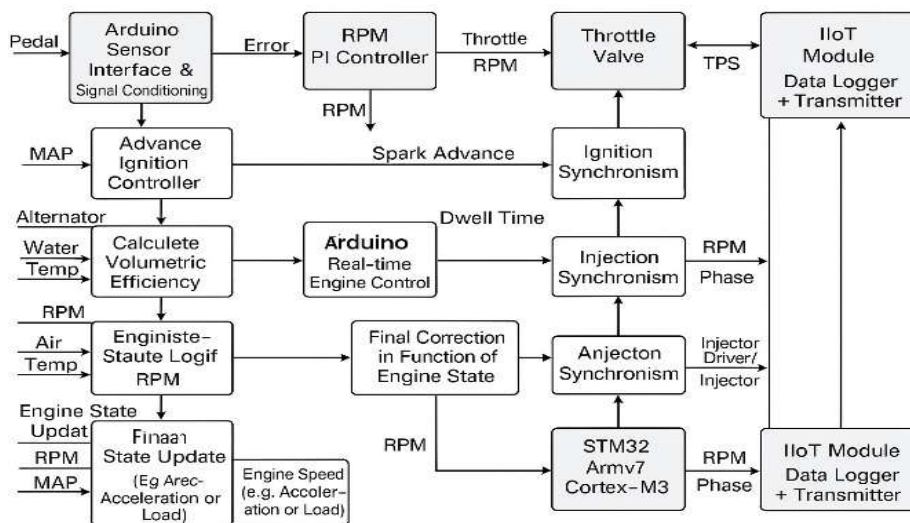 Pedal
Arduino
Sensor
Interface &
Signal Conditioning
Error
RPM
PI Controller
Throttle
RPM
Throttle
Valve
TPS
IIoT
Module
Data Logger
+ Transmitter
RPM
MAP
Advance
Ignition
Controller
Spark Advance
Ignition
Synchronism
Alternator
Water
Temp
Calculete
Volumetric
Efficiency
Arduino
Real-time
Engine Control
Dwell Time
Injection
Synchronism
RPM
Phase
RPM
Air
Temp
Enginiste-
Staute Logif
RPM
Final Correction
in Function of
Engine State
Anjecton
Synchronism
Injector
Driver/
Injector
Engine State
Updat
RPM
MAP
Finaan
State Update
(Eg Arec-
Acceleration or
Load)
Engine Speed
(e.g. Accoler-
ation or Load)
RPM
STM32
Armv7
Cortex-M3
RPM
Phase
IIoT Module
Data Logger
+ Transmitter